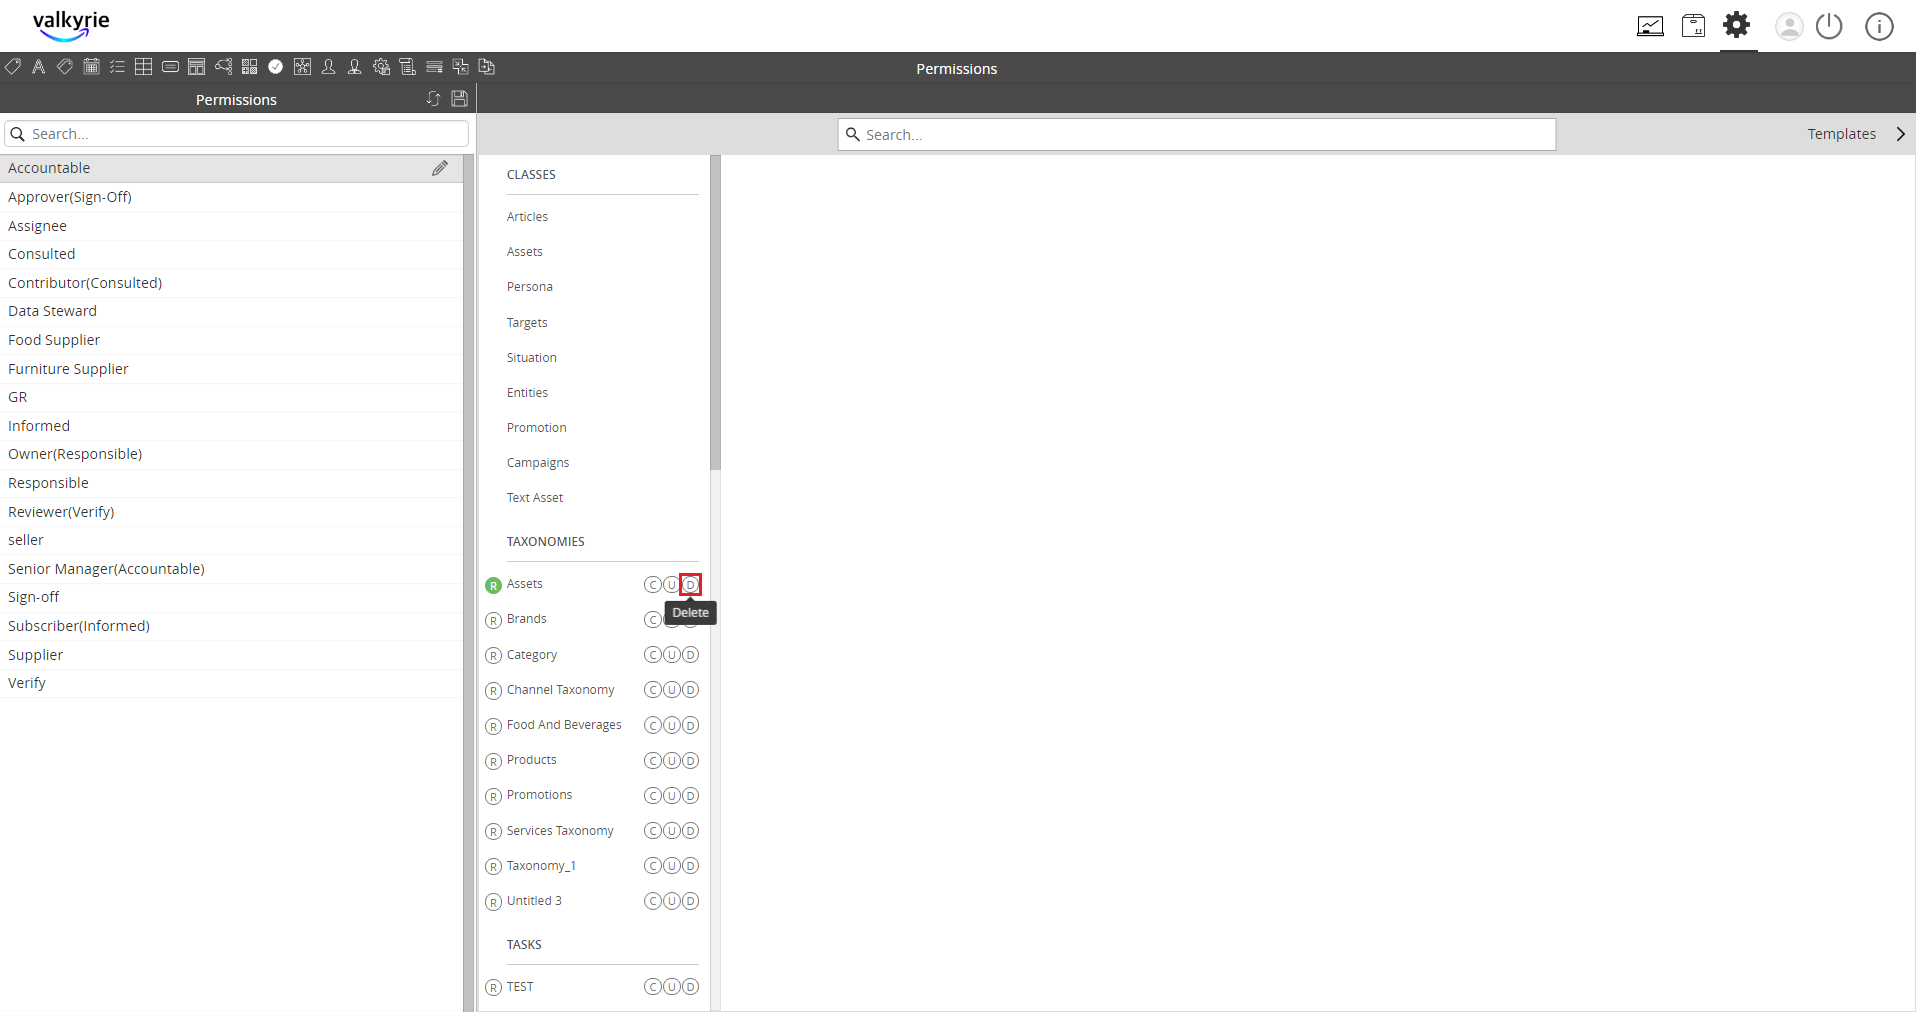 valkyrie
Permissions
Permissions
Search...
Search...
Templates
Accountable
Approver(Sign-Off)
Assignee
Consulted
Contributor(Consulted)
Data Steward
Food Supplier
Furniture Supplier
GR
Informed
Owner(Responsible)
Responsible
Reviewer(Verify)
seller
Senior Manager(Accountable)
Sign-off
Subscriber(Informed)
Supplier
Verify
CLASSES
Articles
Assets
Persona
Targets
Situation
Entities
Promotion
Campaigns
Text Asset
TAXONOMIES
R Assets C U D
Delete
R Brands C
R Category C U D
R Channel Taxonomy C U D
R Food And Beverages C U D
R Products C U D
R Promotions C U D
R Services Taxonomy C U D
R Taxonomy_1 C U D
R Untitled 3 C U D
TASKS
R TEST C U D